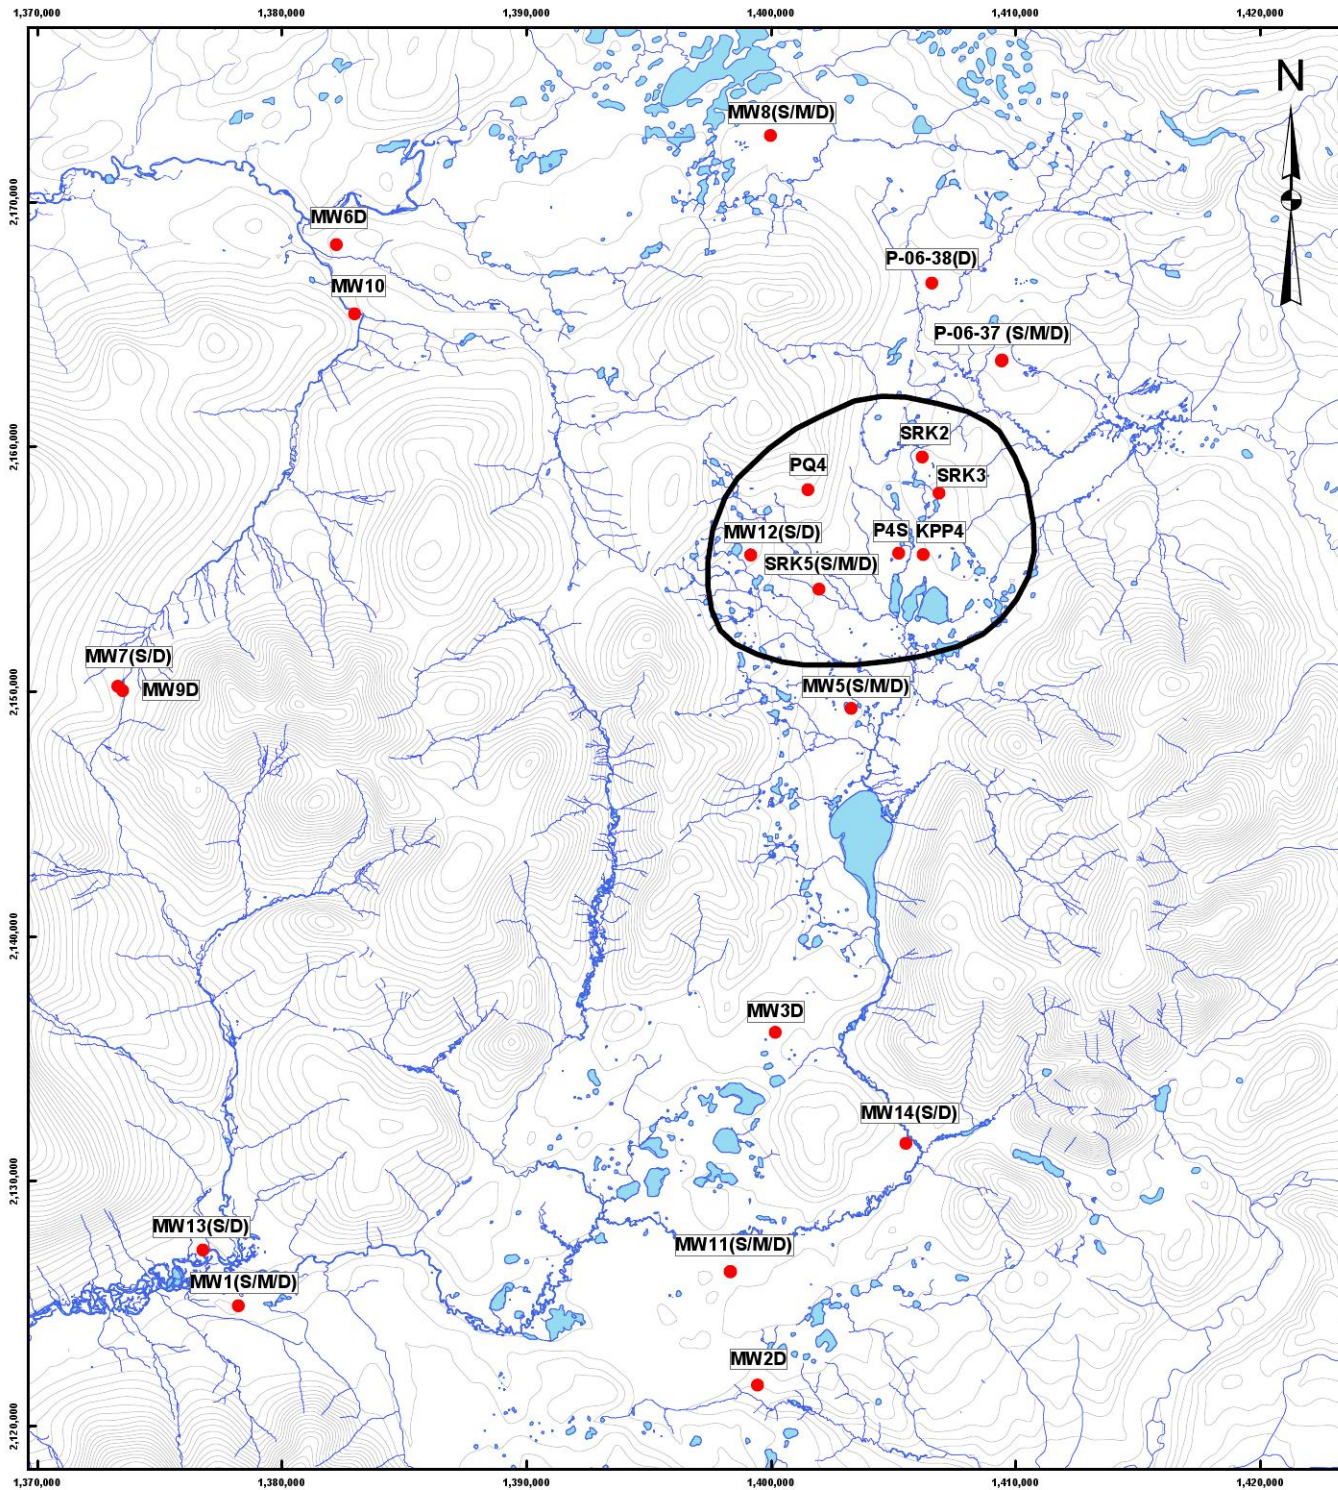 1,370,000 1,380,000 1,390,000 1,400,000 1,410,000 1,420,000
N
MW8(S/M/D)
2,170,000
MW6D
P-06-38(D)
MW10
P-06-37 (S/M/D)
SRK2
2,160,000
PQ4
SRK3
MW12(S/D)
P4S
KPP4
SRK5(S/M/D)
MW7(S/D)
MW9D
2,150,000
MW5(S/M/D)
2,140,000
MW3D
MW14(S/D)
2,130,000
MW13(S/D)
MW11(S/M/D)
MW1(S/M/D)
MW2D
2,120,000
1,370,000 1,380,000 1,390,000 1,400,000 1,410,000 1,420,000